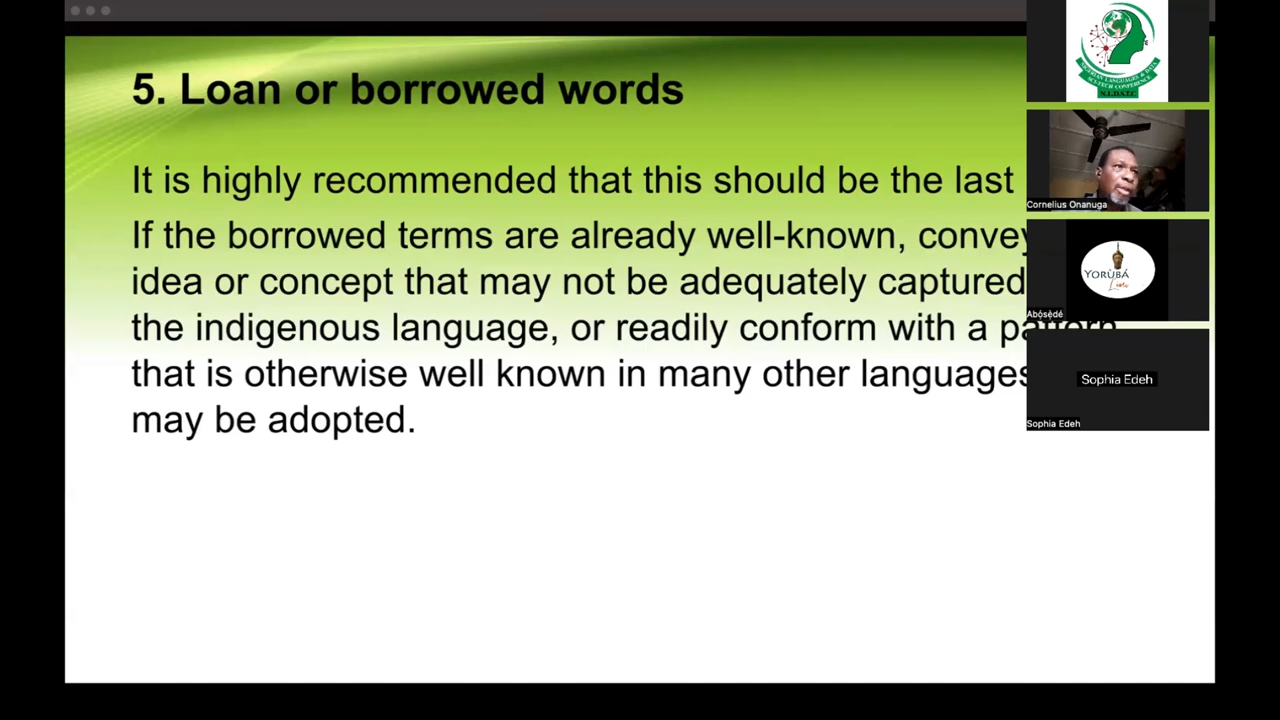 5. Loan or borrowed words
It is highly recommended that this should be the last
If the borrowed terms are already well-known, convey
idea or concept that may not be adequately captured
the indigenous language, or readily conform with a pattern
that is otherwise well known in many other languages
may be adopted.
N.L.D.S.T.C.
Cornelius Onanuga
YORÙBÁ
Abọ́sẹ̀dé
Sophia Edeh
Sophia Edeh